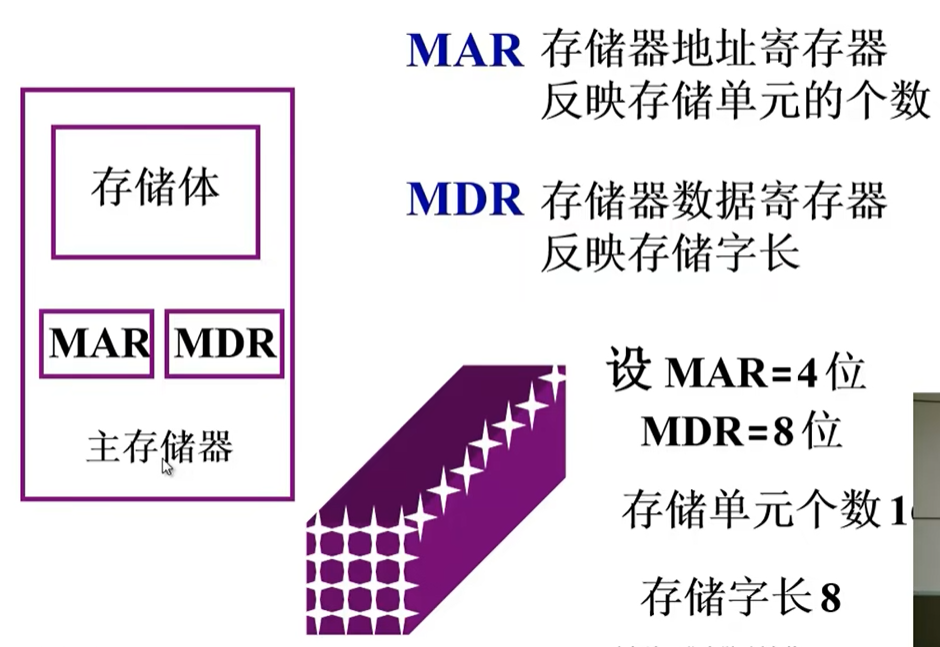 MAR 存储器地址寄存器
反映存储单元的个数
MDR 存储器数据寄存器
反映存储字长
存储体
MAR
MDR
主存储器
设 MAR=4位
MDR=8位
存储单元个数
存储字长 8